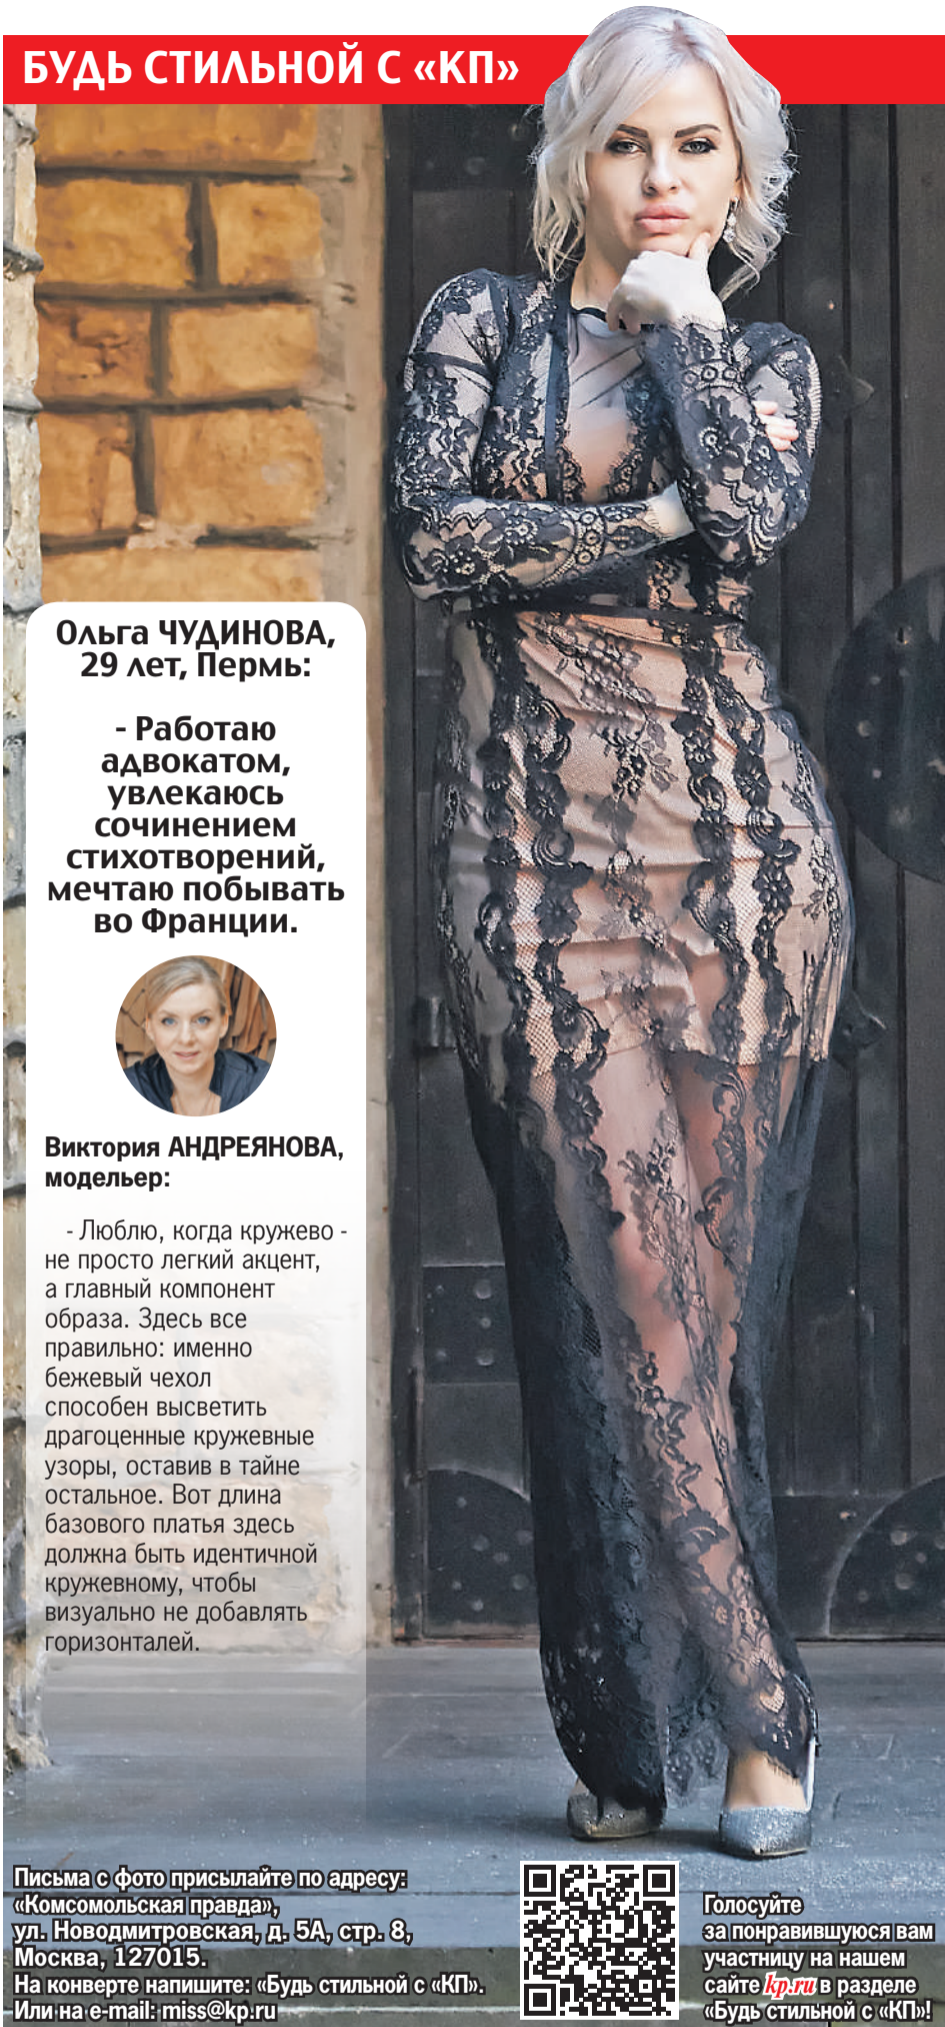 БУДЬ СТИЛЬНОЙ С «КП»
Ольга ЧУДИНОВА,
29 лет, Пермь:
- Работаю
адвокатом,
увлекаюсь
сочинением
стихотворений,
мечтаю побывать
во Франции.
Виктория АНДРЕЯНОВА,
модельер:
- Люблю, когда кружево -
не просто легкий акцент,
а главный компонент
образа. Здесь все
правильно: именно
бежевый чехол
способен высветить
драгоценные кружевные
узоры, оставив в тайне
остальное. Вот длина
базового платья здесь
должна быть идентичной
кружевному, чтобы
визуально не добавлять
горизонталей.
Письма с фото присылайте по адресу:
«Комсомольская правда»,
ул. Новодмитровская, д. 5А, стр. 8,
Москва, 127015.
На конверте напишите: «Будь стильной с «КП».
Или на e-mail: miss@kp.ru
Голосуйте
за понравившуюся вам
участницу на нашем
сайте kp.ru в разделе
«Будь стильной с «КП»!